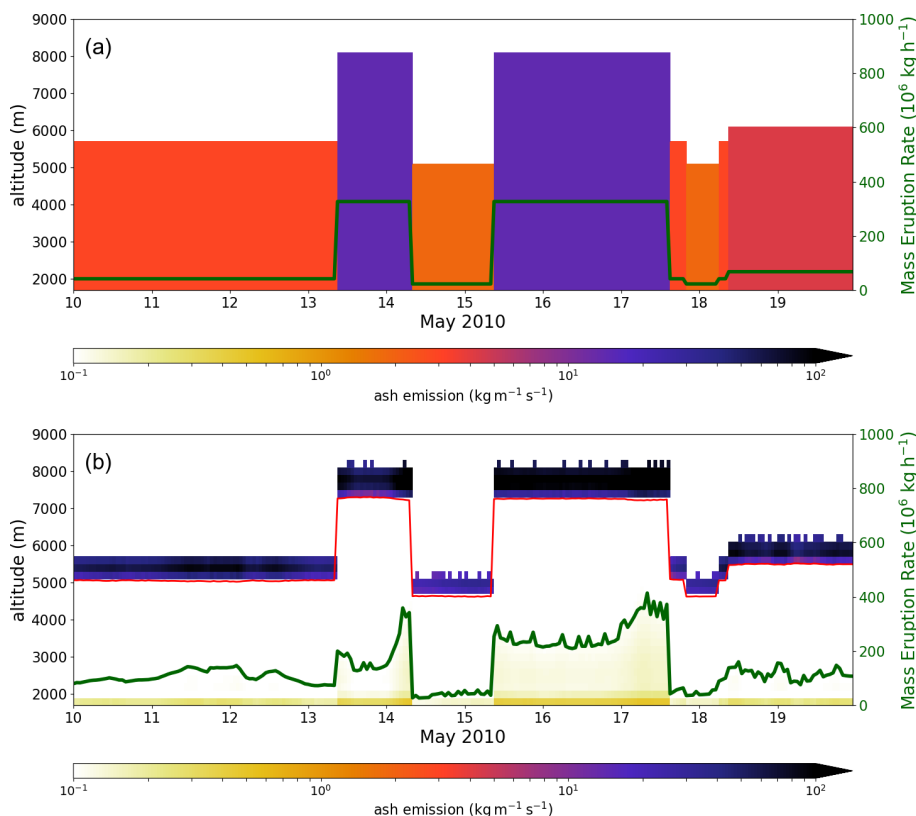 (a)
9000
8000
7000
6000
5000
4000
3000
2000
altitude (m)
1000
800
600
400
200
0
Mass Eruption Rate (10⁶ kg h⁻¹)
10 11 12 13 14 15 16 17 18 19
May 2010
10⁻¹ 10⁰ 10¹ 10²
ash emission (kg m⁻¹ s⁻¹)
(b)
9000
8000
7000
6000
5000
4000
3000
2000
altitude (m)
1000
800
600
400
200
0
Mass Eruption Rate (10⁶ kg h⁻¹)
10 11 12 13 14 15 16 17 18 19
May 2010
10⁻¹ 10⁰ 10¹ 10²
ash emission (kg m⁻¹ s⁻¹)